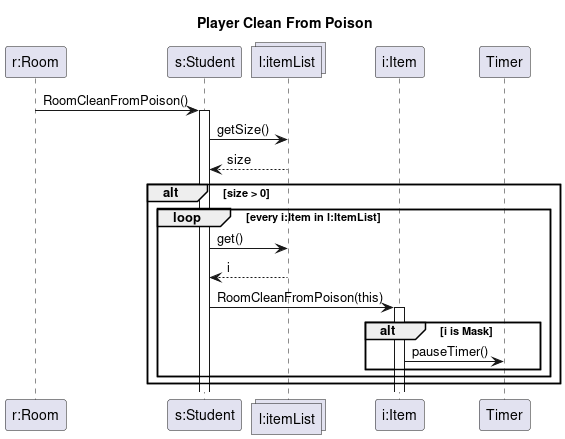 Player Clean From Poison
r:Room
s:Student
l:itemList
i:Item
Timer
RoomCleanFromPoison()
getSize()
size
alt
[size > 0]
loop
[every i:Item in l:ItemList]
get()
i
RoomCleanFromPoison(this)
alt
[i is Mask]
pauseTimer()
r:Room
s:Student
l:itemList
i:Item
Timer